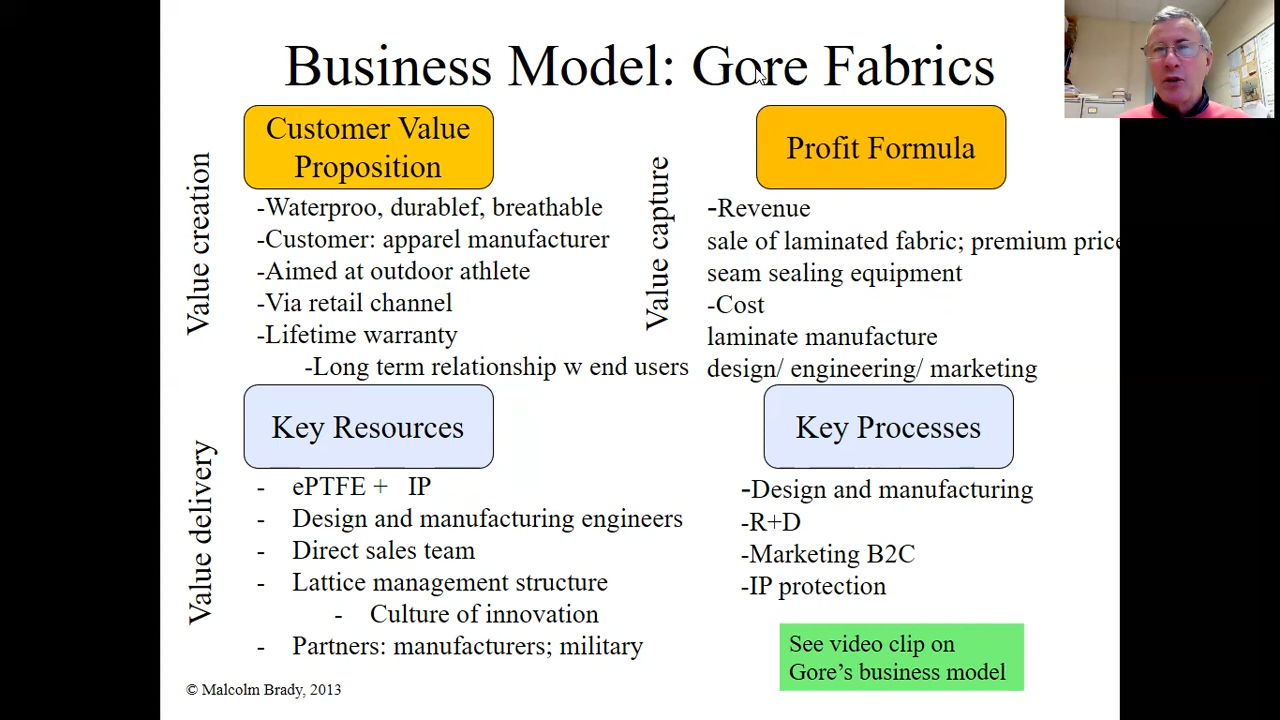 Business Model: Gore Fabrics
Value creation
Customer Value
Proposition
-Waterproo, durablef, breathable
-Customer: apparel manufacturer
-Aimed at outdoor athlete
-Via retail channel
-Lifetime warranty
-Long term relationship w end users
Value capture
Profit Formula
-Revenue
sale of laminated fabric; premium price
seam sealing equipment
-Cost
laminate manufacture
design/ engineering/ marketing
Value delivery
Key Resources
- ePTFE + IP
- Design and manufacturing engineers
- Direct sales team
- Lattice management structure
- Culture of innovation
- Partners: manufacturers; military
Key Processes
-Design and manufacturing
-R+D
-Marketing B2C
-IP protection
See video clip on
Gore's business model
© Malcolm Brady, 2013